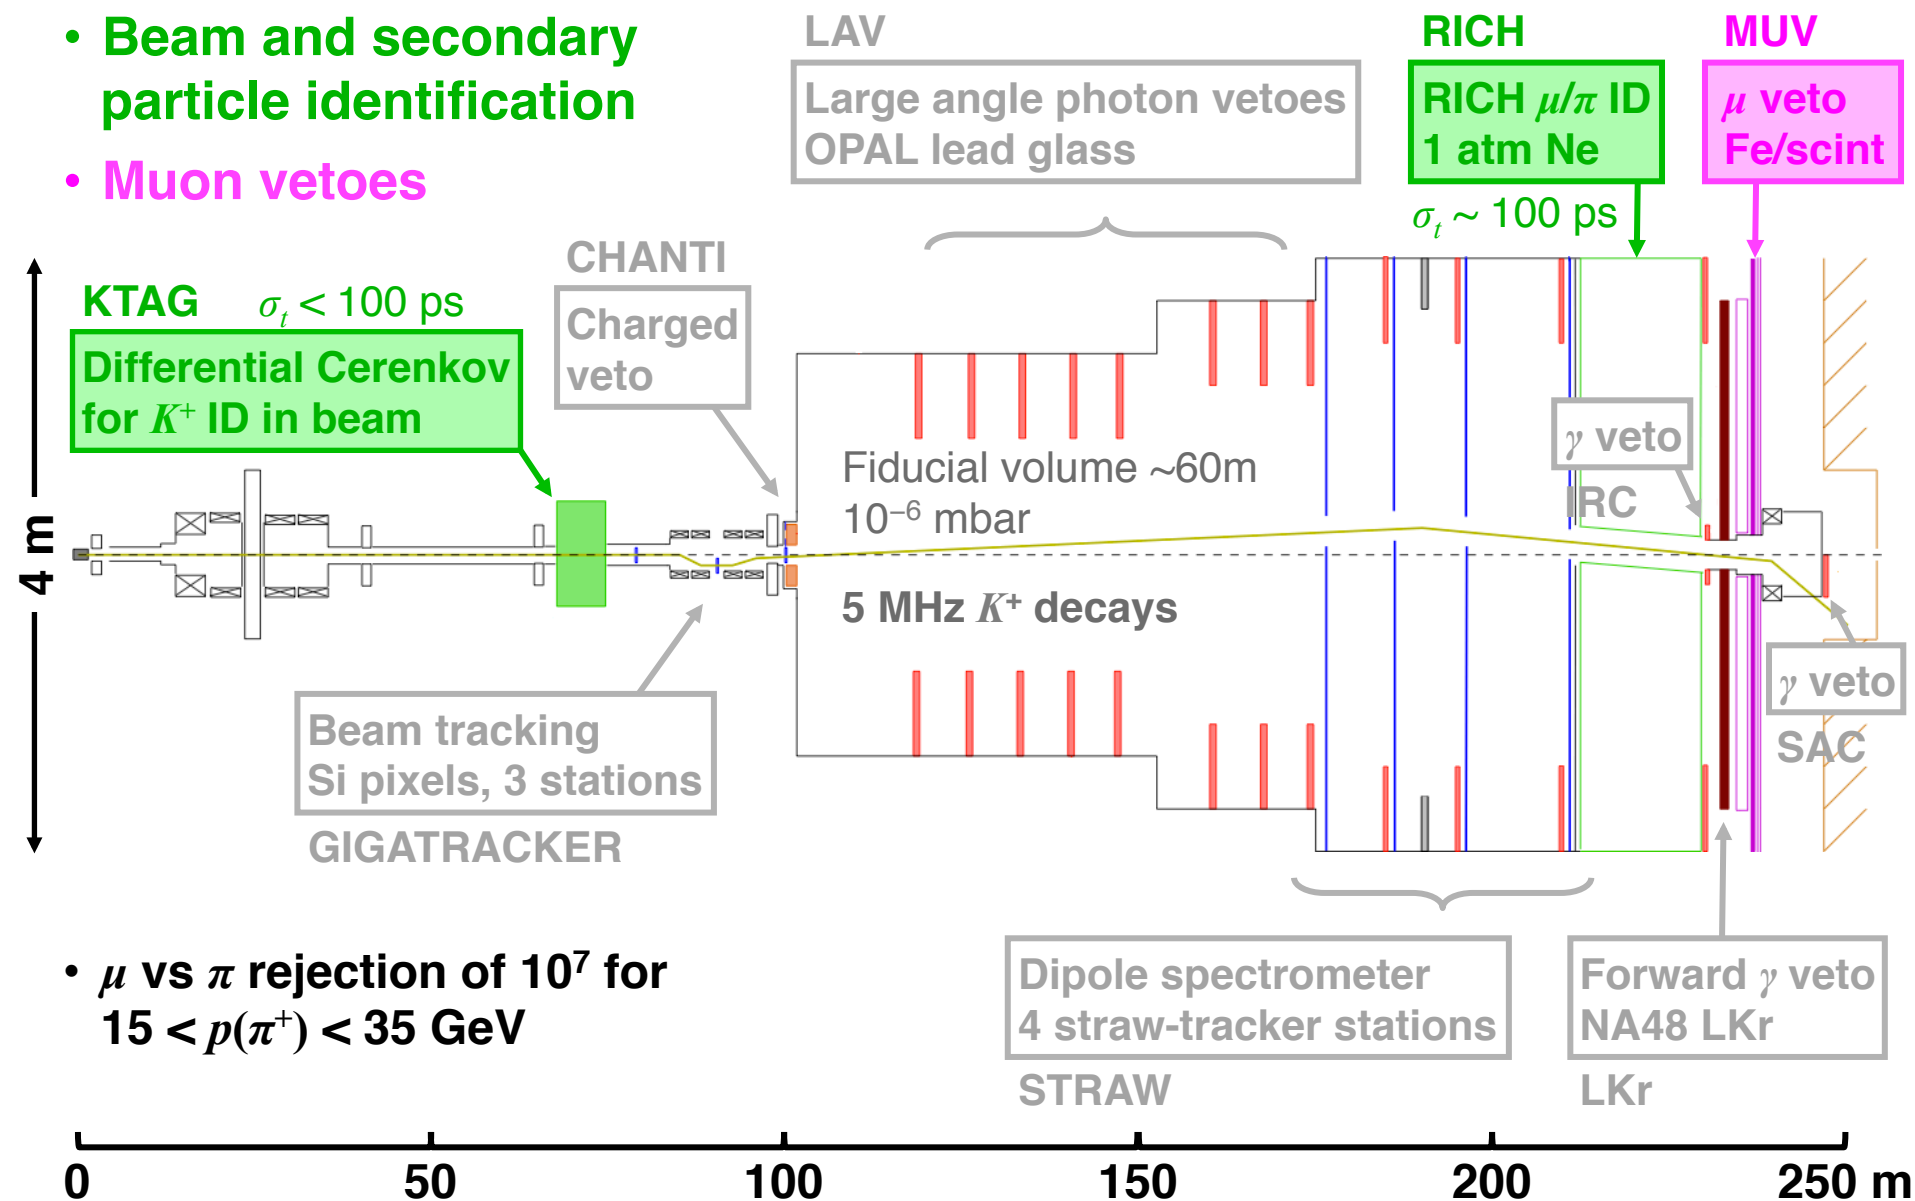 • Beam and secondary
particle identification
• Muon vetoes
LAV
Large angle photon vetoes
OPAL lead glass
RICH
RICH μ/π ID
1 atm Ne
σt ~ 100 ps
MUV
μ veto
Fe/scint
KTAG σt < 100 ps
Differential Cerenkov
for K+ ID in beam
CHANTI
Charged
veto
4 m
Fiducial volume ~60m
10−6 mbar
5 MHz K+ decays
γ veto
IRC
γ veto
SAC
Beam tracking
Si pixels, 3 stations
GIGATRACKER
• μ vs π rejection of 10⁷ for
15 < p(π+) < 35 GeV
Dipole spectrometer
4 straw-tracker stations
STRAW
Forward γ veto
NA48 LKr
LKr
0 50 100 150 200 250 m